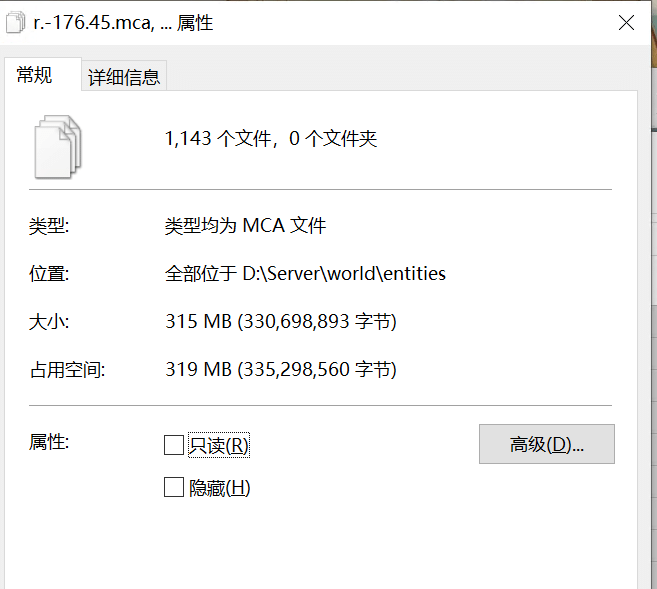 r.-176.45.mca, ... 属性
常规 详细信息
1,143 个文件，0 个文件夹
类型: 类型均为 MCA 文件
位置: 全部位于 D:\Server\world\entities
大小: 315 MB (330,698,893 字节)
占用空间: 319 MB (335,298,560 字节)
属性: 只读(R) 高级(D)...
隐藏(H)